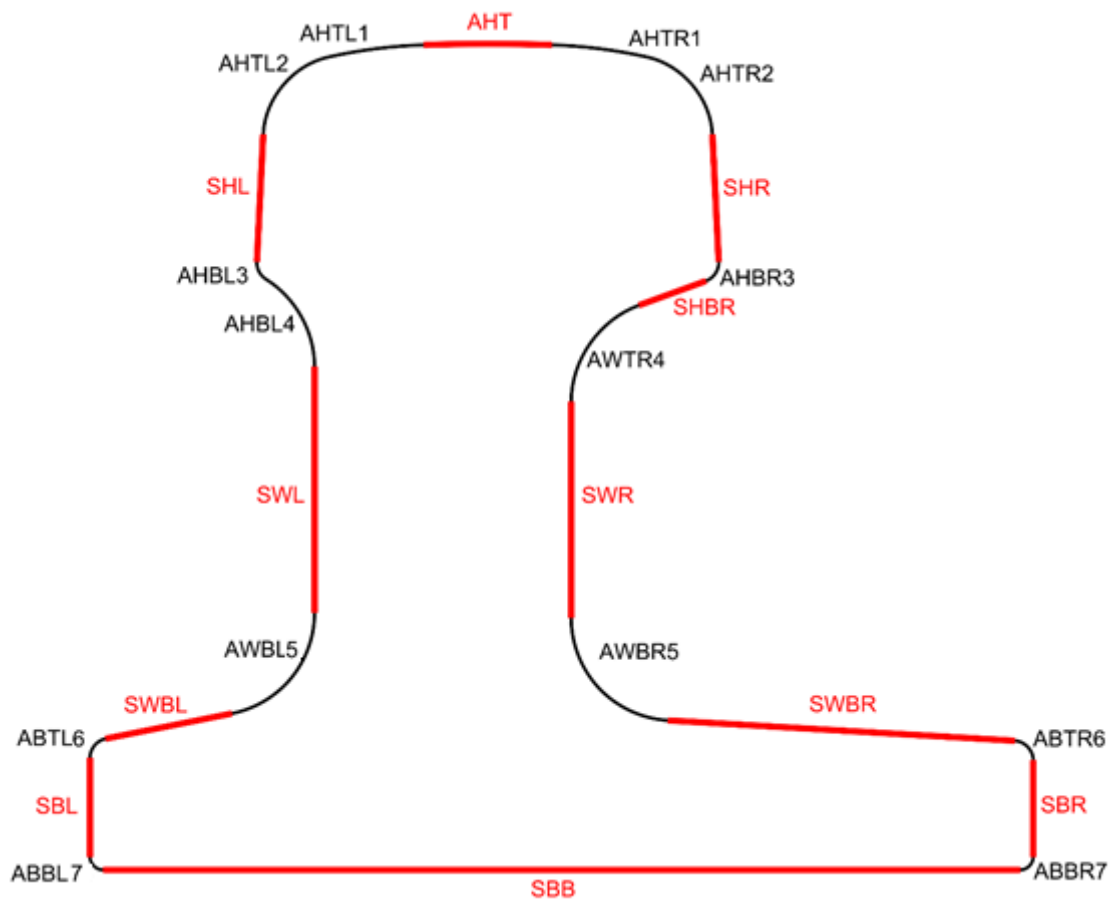 AHT
AHTL1
AHTR1
AHTL2
AHTR2
SHL
SHR
AHBL3
AHBR3
SHBR
AHBL4
AWTR4
SWL
SWR
AWBL5
AWBR5
SWBL
SWBR
ABTL6
ABTR6
SBL
SBR
ABBL7
ABBR7
SBB